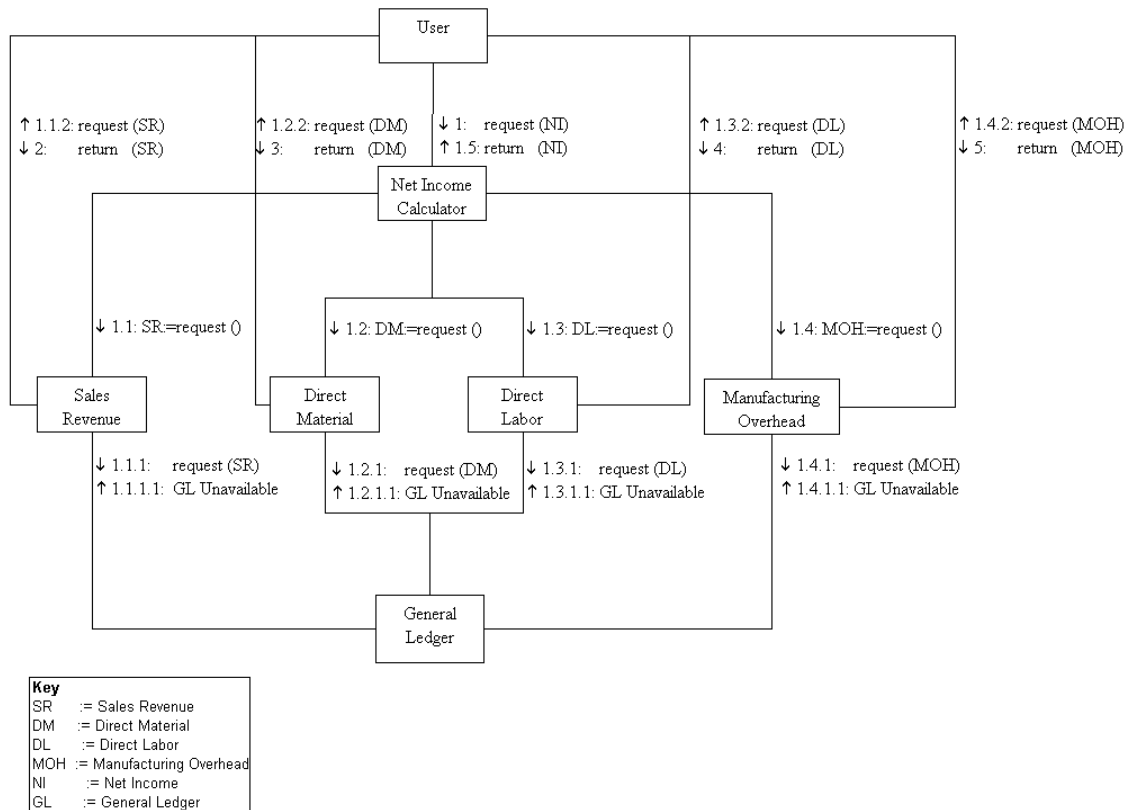 User
↑ 1.1.2: request (SR)
↓ 2: return (SR)
↑ 1.2.2: request (DM)
↓ 3: return (DM)
↓ 1: request (NI)
↑ 1.5: return (NI)
↑ 1.3.2: request (DL)
↓ 4: return (DL)
↑ 1.4.2: request (MOH)
↓ 5: return (MOH)
Net Income
Calculator
↓ 1.1: SR:=request ()
↓ 1.2: DM:=request ()
↓ 1.3: DL:=request ()
↓ 1.4: MOH:=request ()
Sales
Revenue
Direct
Material
Direct
Labor
Manufacturing
Overhead
↓ 1.1.1: request (SR)
↑ 1.1.1.1: GL Unavailable
↓ 1.2.1: request (DM)
↑ 1.2.1.1: GL Unavailable
↓ 1.3.1: request (DL)
↑ 1.3.1.1: GL Unavailable
↓ 1.4.1: request (MOH)
↑ 1.4.1.1: GL Unavailable
General
Ledger
Key
SR := Sales Revenue
DM := Direct Material
DL := Direct Labor
MOH := Manufacturing Overhead
NI := Net Income
GL := General Ledger